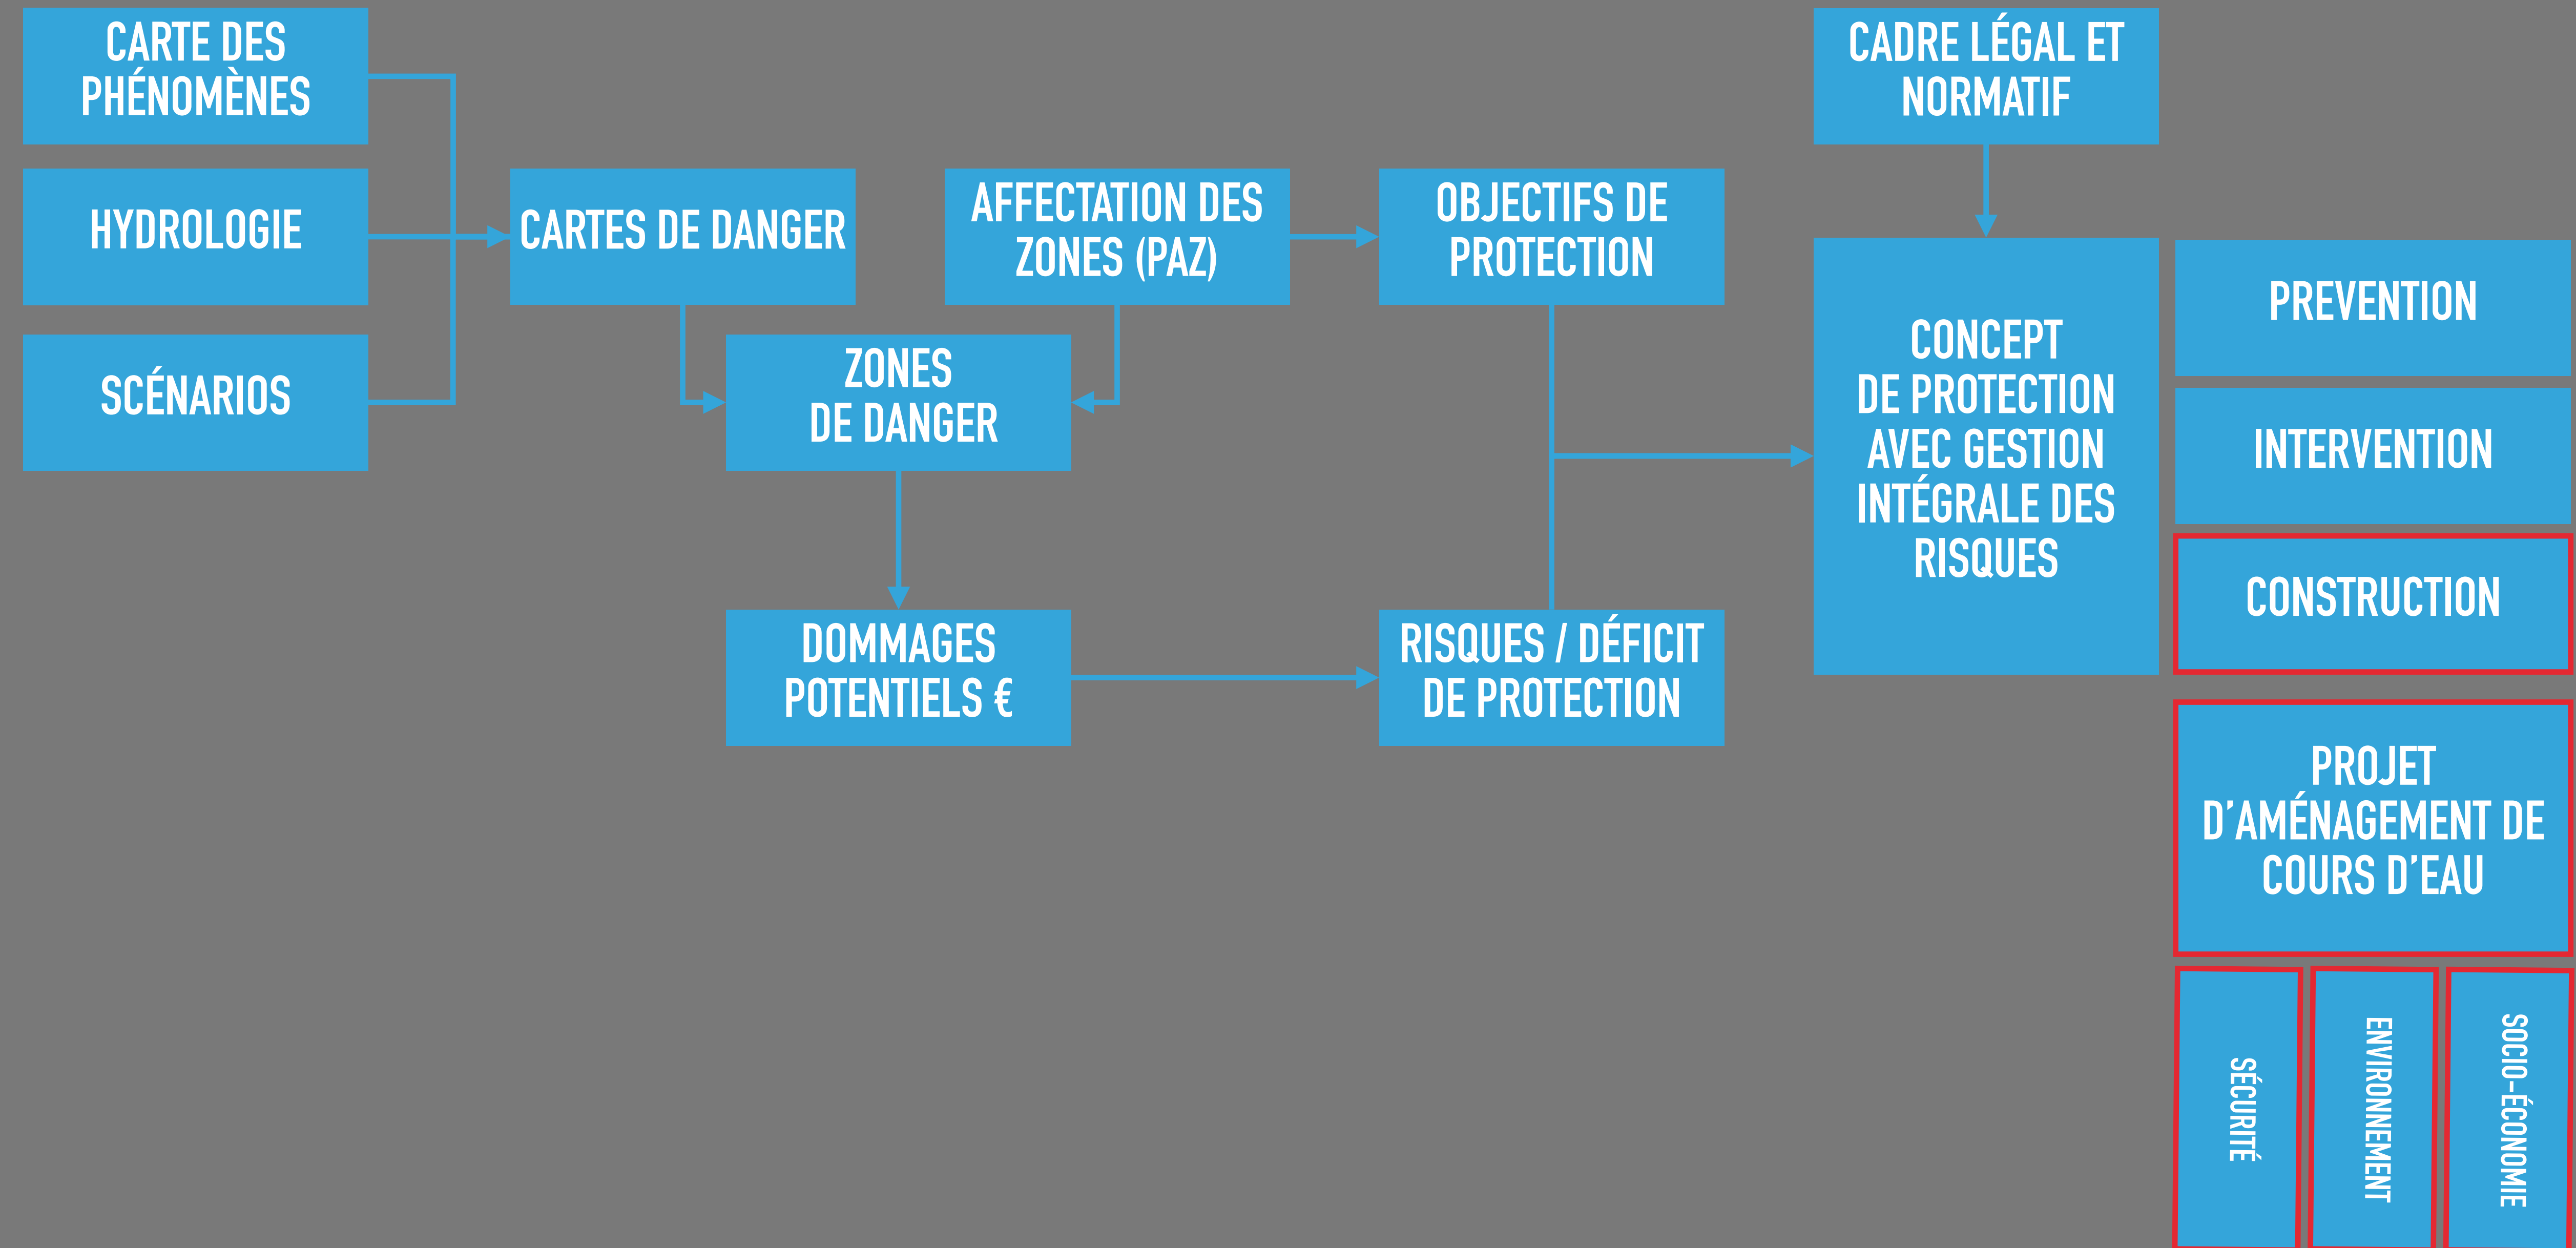 CARTE DES
PHÉNOMÈNES
HYDROLOGIE
SCÉNARIOS
CARTES DE DANGER
AFFECTATION DES
ZONES (PAZ)
ZONES
DE DANGER
DOMMAGES
POTENTIELS €
OBJECTIFS DE
PROTECTION
RISQUES / DÉFICIT
DE PROTECTION
CADRE LÉGAL ET
NORMATIF
CONCEPT
DE PROTECTION
AVEC GESTION
INTÉGRALE DES
RISQUES
PREVENTION
INTERVENTION
CONSTRUCTION
PROJET
D'AMÉNAGEMENT DE
COURS D'EAU
SÉCURITÉ
ENVIRONNEMENT
SOCIO-ÉCONOMIE